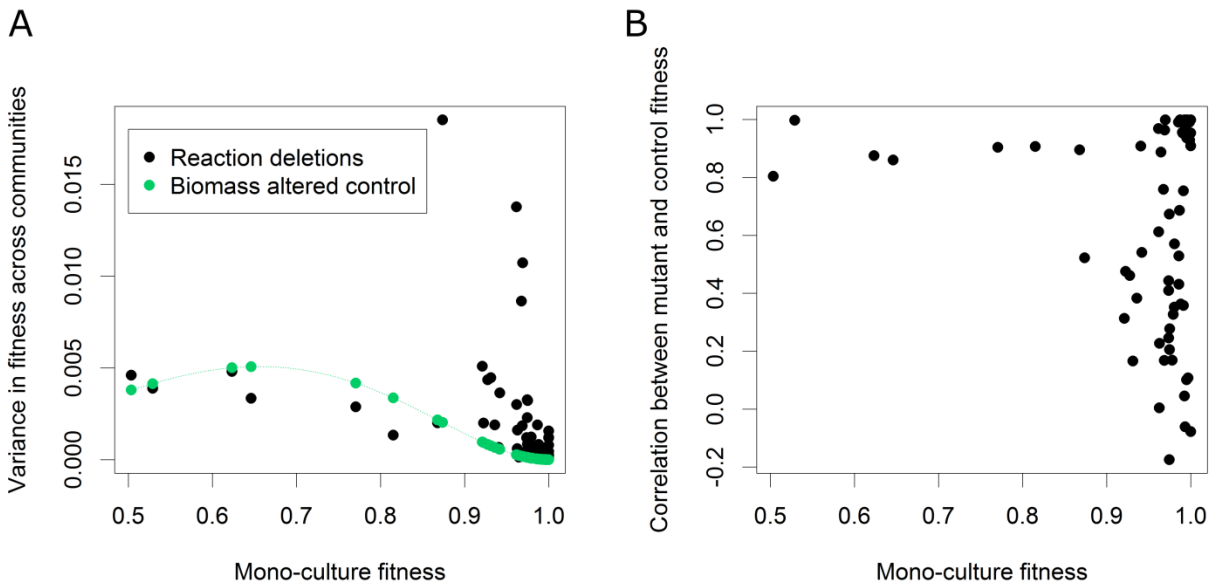 A
Variance in fitness across communities
0.015
0.010
0.005
0.000
Reaction deletions
Biomass altered control
0.5 0.6 0.7 0.8 0.9 1.0
Mono-culture fitness
B
Correlation between mutant and control fitness
1.0
0.8
0.6
0.4
0.2
0.0
-0.2
0.5 0.6 0.7 0.8 0.9 1.0
Mono-culture fitness